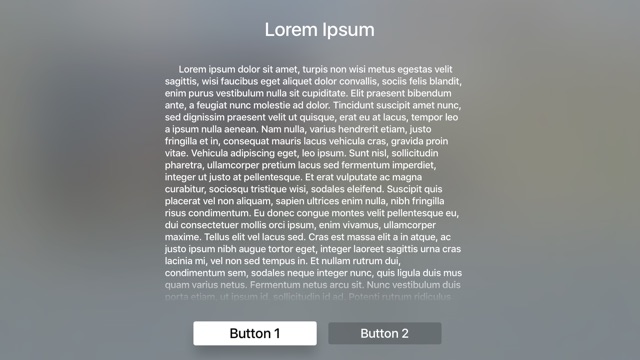 Lorem Ipsum
Lorem ipsum dolor sit amet, turpis non wisi metus egestas velit
sagittis, wisi faucibus eget aliquet dolor convallis, sociis felis blandit,
enim purus vestibulum nulla sit cupiditate. Elit praesent bibendum
ante, a feugiat nunc molestie ad dolor. Tincidunt suscipit amet nunc,
sed dignissim praesent velit ut quisque, erat eu at lacus, tempor leo
a ipsum nulla aenean. Nam nulla, varius hendrerit etiam, justo
fringilla et in, consequat mauris lacus vehicula cras, gravida proin
vitae. Vehicula adipiscing eget, leo ipsum. Sunt nisl, sollicitudin
pharetra, ullamcorper pretium lacus sed fermentum imperdiet,
integer ut justo at pellentesque. Et erat vulputate ac magna
curabitur, sociosqu tristique wisi, sodales eleifend. Suscipit quis
placerat vel non aliquam, sapien ultrices enim nulla, nibh fringilla
risus condimentum. Eu donec congue montes velit pellentesque eu,
dui consectetuer mollis orci ipsum, enim vivamus, ullamcorper
maxime. Tellus elit vel lacus sed. Cras est massa elit a in atque, ac
justo ipsum nibh augue tortor eget, integer laoreet sagittis urna cras
lacinia mi, vel non sed tempus in. Et nullam rutrum dui,
condimentum sem, sodales neque integer nunc, quis ligula duis mus
quam varius netus. Fermentum netus arcu sit. Nunc vestibulum duis
porta etiam, ut ipsum id, sollicitudin id ad. Potenti rutrum ridiculus
Button 1
Button 2